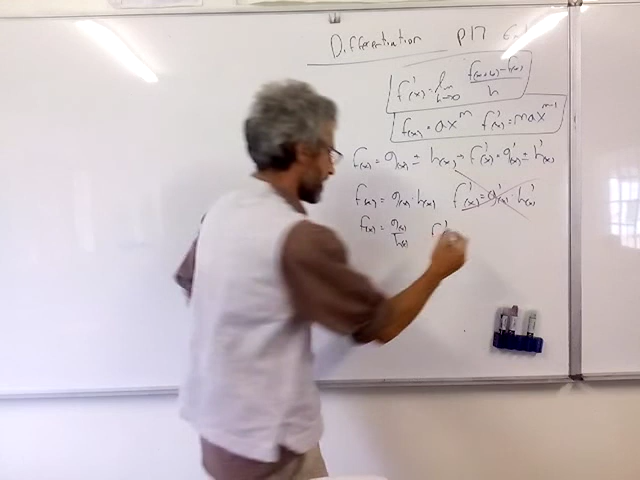 Differentiation P17
f'(x) = lim h→0 f(x+h) - f(x) / h
f(x) = ax^m f'(x) = max^m-1
f(x) = g(x) ± h(x) → f'(x) = g'(x) ± h'(x)
f(x) = g(x) · h(x) f'(x) = g'(x) · h'(x)
f(x) = g(x) / h(x) f'